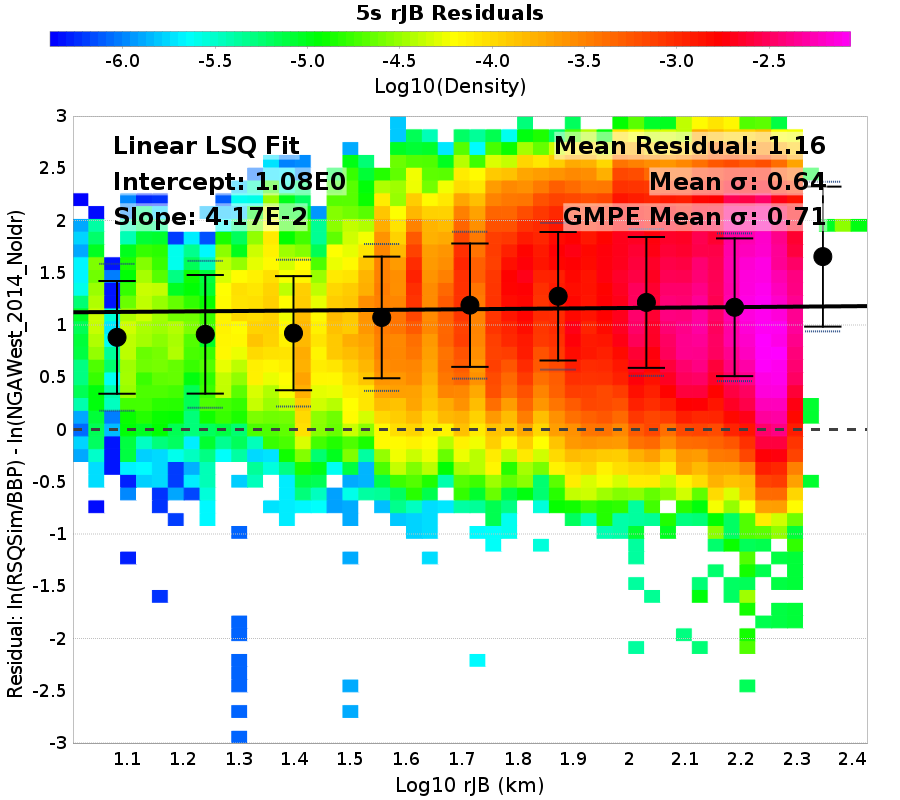 5s rJB Residuals
-6.0 -5.5 -5.0 -4.5 -4.0 -3.5 -3.0 -2.5
Log10(Density)
Linear LSQ Fit
Intercept: 1.08E0
Slope: 4.17E-2
Mean Residual: 1.16
Mean σ: 0.64
GMPE Mean σ: 0.71
Residual: ln(RSQSim/BBP) - ln(NGAWest_2014_NoIdr)
3
2.5
2
1.5
1
0.5
0
-0.5
-1
-1.5
-2
-2.5
-3
1.1 1.2 1.3 1.4 1.5 1.6 1.7 1.8 1.9 2 2.1 2.2 2.3 2.4
Log10 rJB (km)